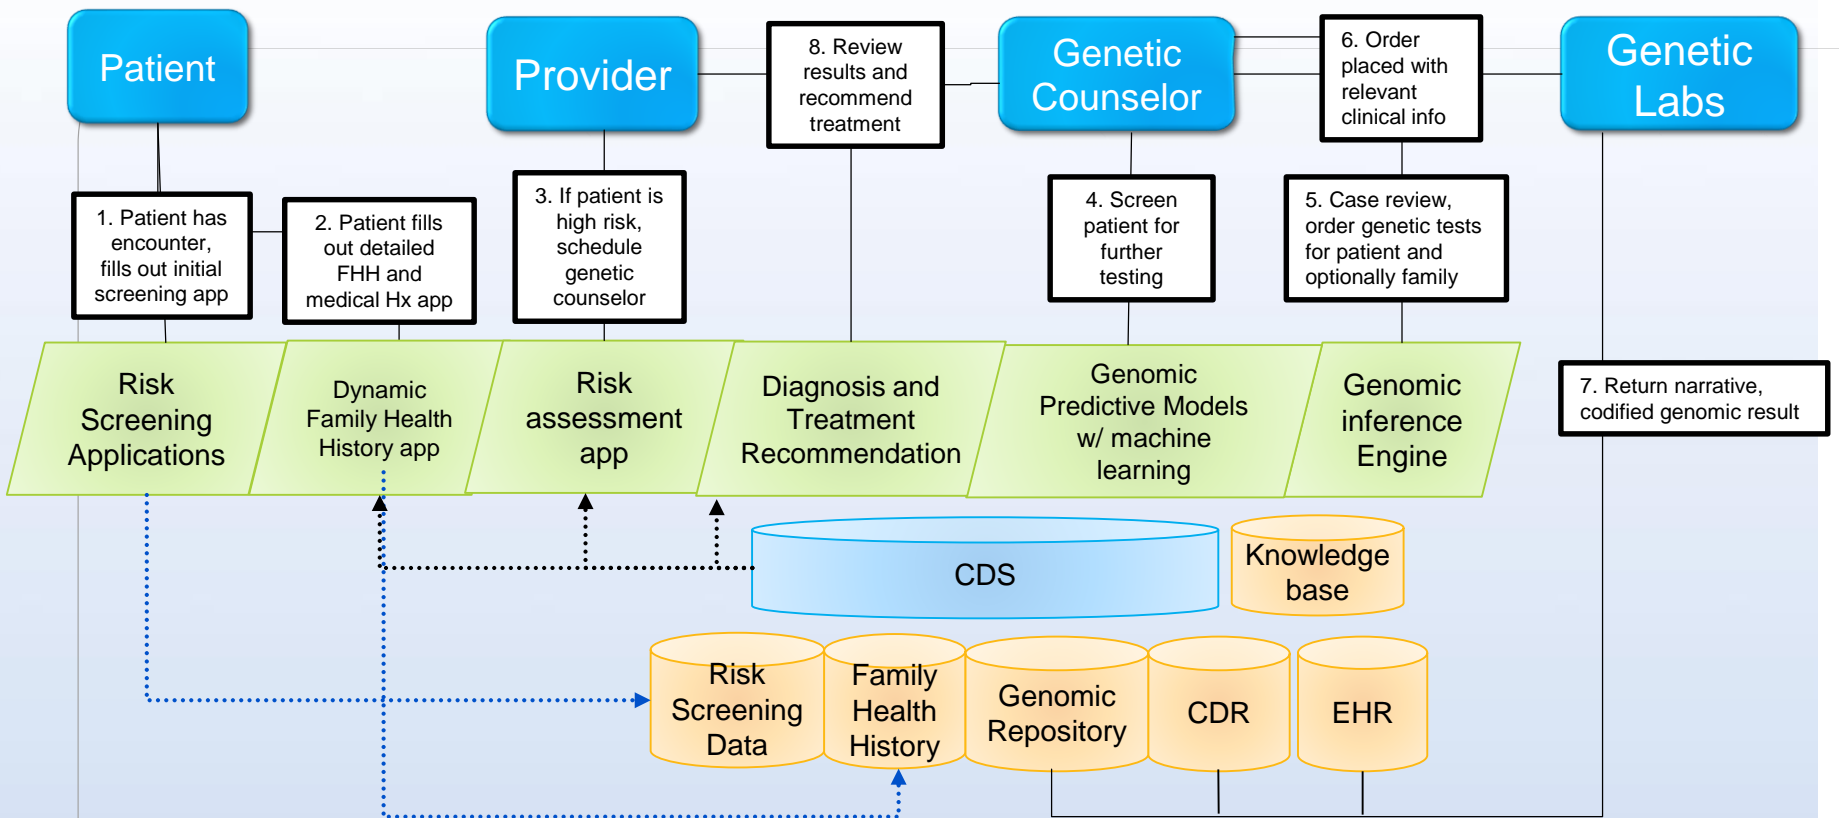 Patient
Provider
8. Review
results and
recommend
treatment
Genetic
Counselor
6. Order
placed with
relevant
clinical info
Genetic
Labs
1. Patient has
encounter,
fills out initial
screening app
2. Patient fills
out detailed
FHH and
medical Hx app
3. If patient is
high risk,
schedule
genetic
counselor
4. Screen
patient for
further
testing
5. Case review,
order genetic tests
for patient and
optionally family
Risk
Screening
Applications
Dynamic
Family Health
History app
Risk
assessment
app
Diagnosis and
Treatment
Recommendation
Genomic
Predictive Models
w/ machine
learning
Genomic
inference
Engine
7. Return narrative,
codified genomic result
CDS
Knowledge
base
Risk
Screening
Data
Family
Health
History
Genomic
Repository
CDR
EHR